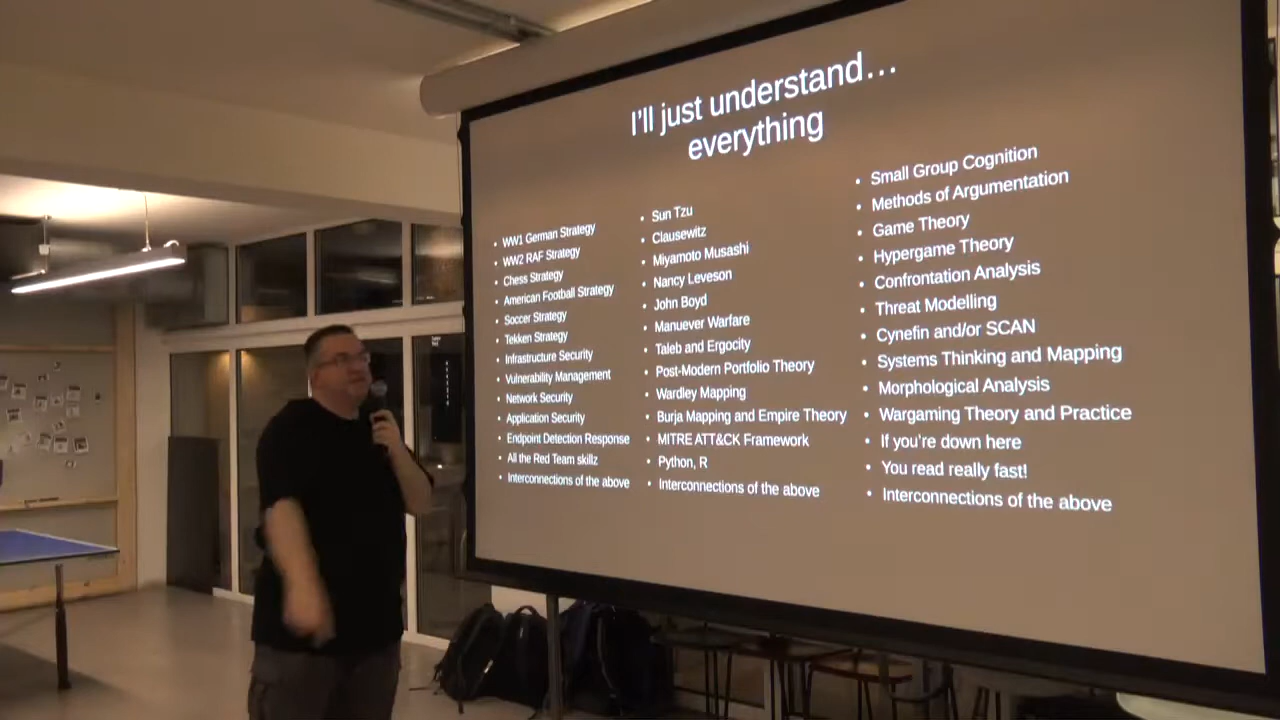 I'll just understand…
everything
WW1 German Strategy
WW2 RAF Strategy
Chess Strategy
American Football Strategy
Soccer Strategy
Tekken Strategy
Infrastructure Security
Vulnerability Management
Network Security
Application Security
Endpoint Detection Response
All the Red Team skillz
Interconnections of the above
Sun Tzu
Clausewitz
Miyamoto Musashi
Nancy Leveson
John Boyd
Manuever Warfare
Taleb and Ergocity
Post-Modern Portfolio Theory
Wardley Mapping
Burja Mapping and Empire Theory
MITRE ATT&CK Framework
Python, R
Interconnections of the above
Small Group Cognition
Methods of Argumentation
Game Theory
Hypergame Theory
Confrontation Analysis
Threat Modelling
Cynefin and/or SCAN
Systems Thinking and Mapping
Morphological Analysis
Wargaming Theory and Practice
If you're down here
You read really fast!
Interconnections of the above